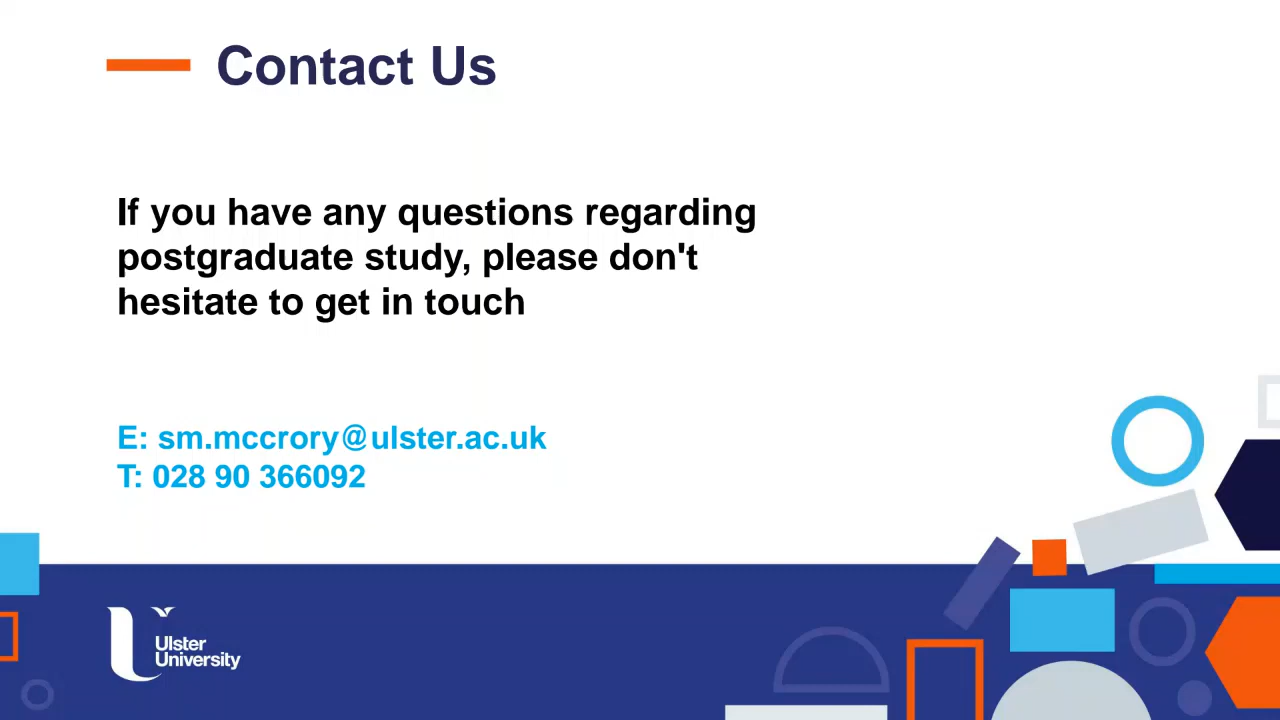 Contact Us
If you have any questions regarding
postgraduate study, please don't
hesitate to get in touch
E: sm.mccrory@ulster.ac.uk
T: 028 90 366092
Ulster
University